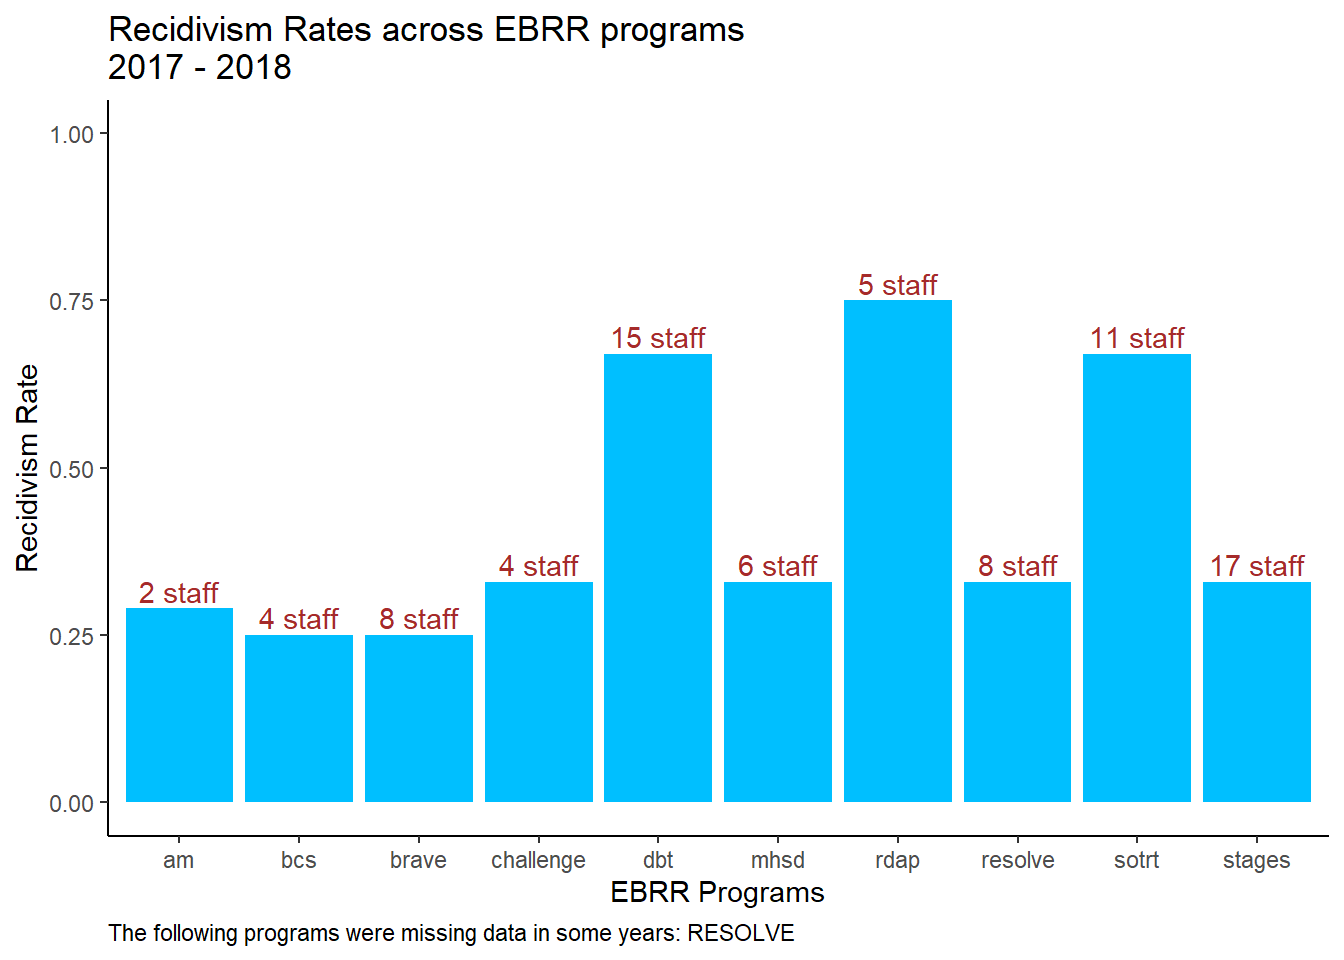 Recidivism Rates across EBRR programs
2017 - 2018
Recidivism Rate
1.00
0.75
0.50
0.25
0.00
2 staff
4 staff
8 staff
4 staff
15 staff
6 staff
5 staff
8 staff
11 staff
17 staff
am
bcs
brave
challenge
dbt
mhsd
rdap
resolve
sotrt
stages
EBRR Programs
The following programs were missing data in some years: RESOLVE